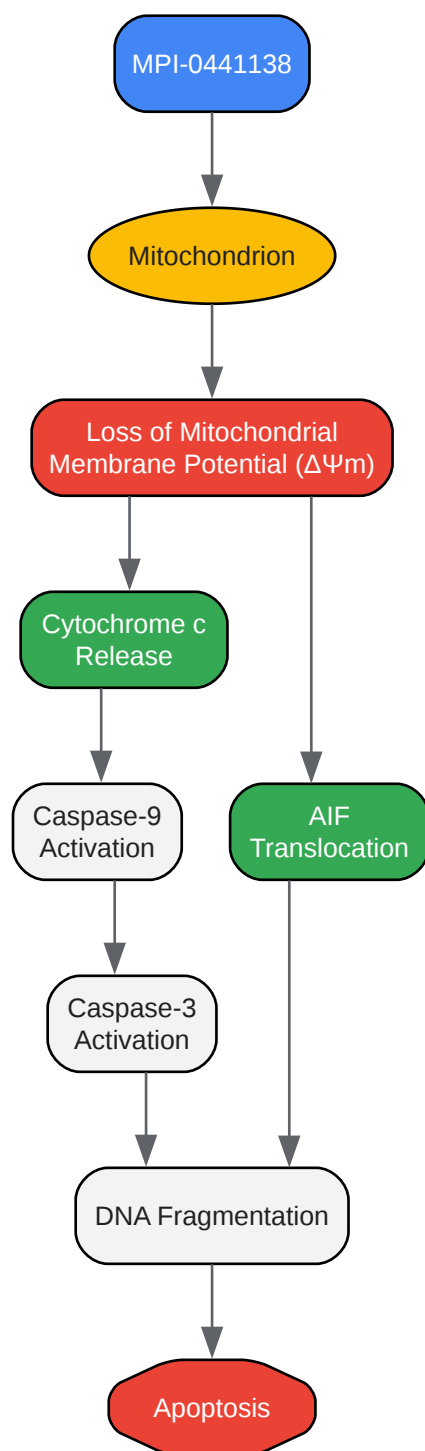 MPI-0441138
Mitochondrion
Loss of Mitochondrial
Membrane Potential (ΔΨm)
Cytochrome c
Release
Caspase-9
Activation
AIF
Translocation
Caspase-3
Activation
DNA Fragmentation
Apoptosis